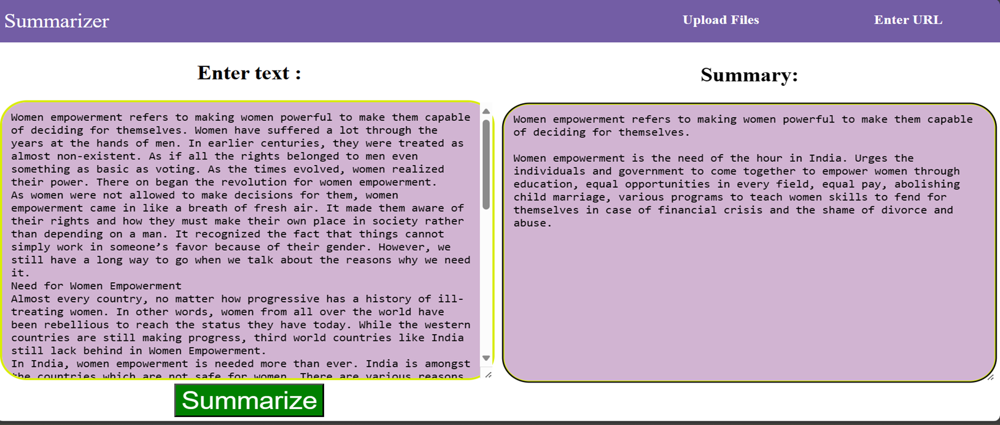 Summarizer
Upload Files
Enter URL
Enter text :
Women empowerment refers to making women powerful to make them capable
of deciding for themselves. Women have suffered a lot through the
years at the hands of men. In earlier centuries, they were treated as
almost non-existent. As if all the rights belonged to men even
something as basic as voting. As the times evolved, women realized
their power. There on began the revolution for women empowerment.
As women were not allowed to make decisions for them, women
empowerment came in like a breath of fresh air. It made them aware of
their rights and how they must make their own place in society rather
than depending on a man. It recognized the fact that things cannot
simply work in someone’s favor because of their gender. However, we
still have a long way to go when we talk about the reasons why we need
it.
Need for Women Empowerment
Almost every country, no matter how progressive has a history of ill-
treating women. In other words, women from all over the world have
been rebellious to reach the status they have today. While the western
countries are still making progress, third world countries like India
still lack behind in Women Empowerment.
In India, women empowerment is needed more than ever. India is amongst
the countries which are not safe for women. There are various reasons
Summarize
Summary:
Women empowerment refers to making women powerful to make them capable
of deciding for themselves.
Women empowerment is the need of the hour in India. Urges the
individuals and government to come together to empower women through
education, equal opportunities in every field, equal pay, abolishing
child marriage, various programs to teach women skills to fend for
themselves in case of financial crisis and the shame of divorce and
abuse.